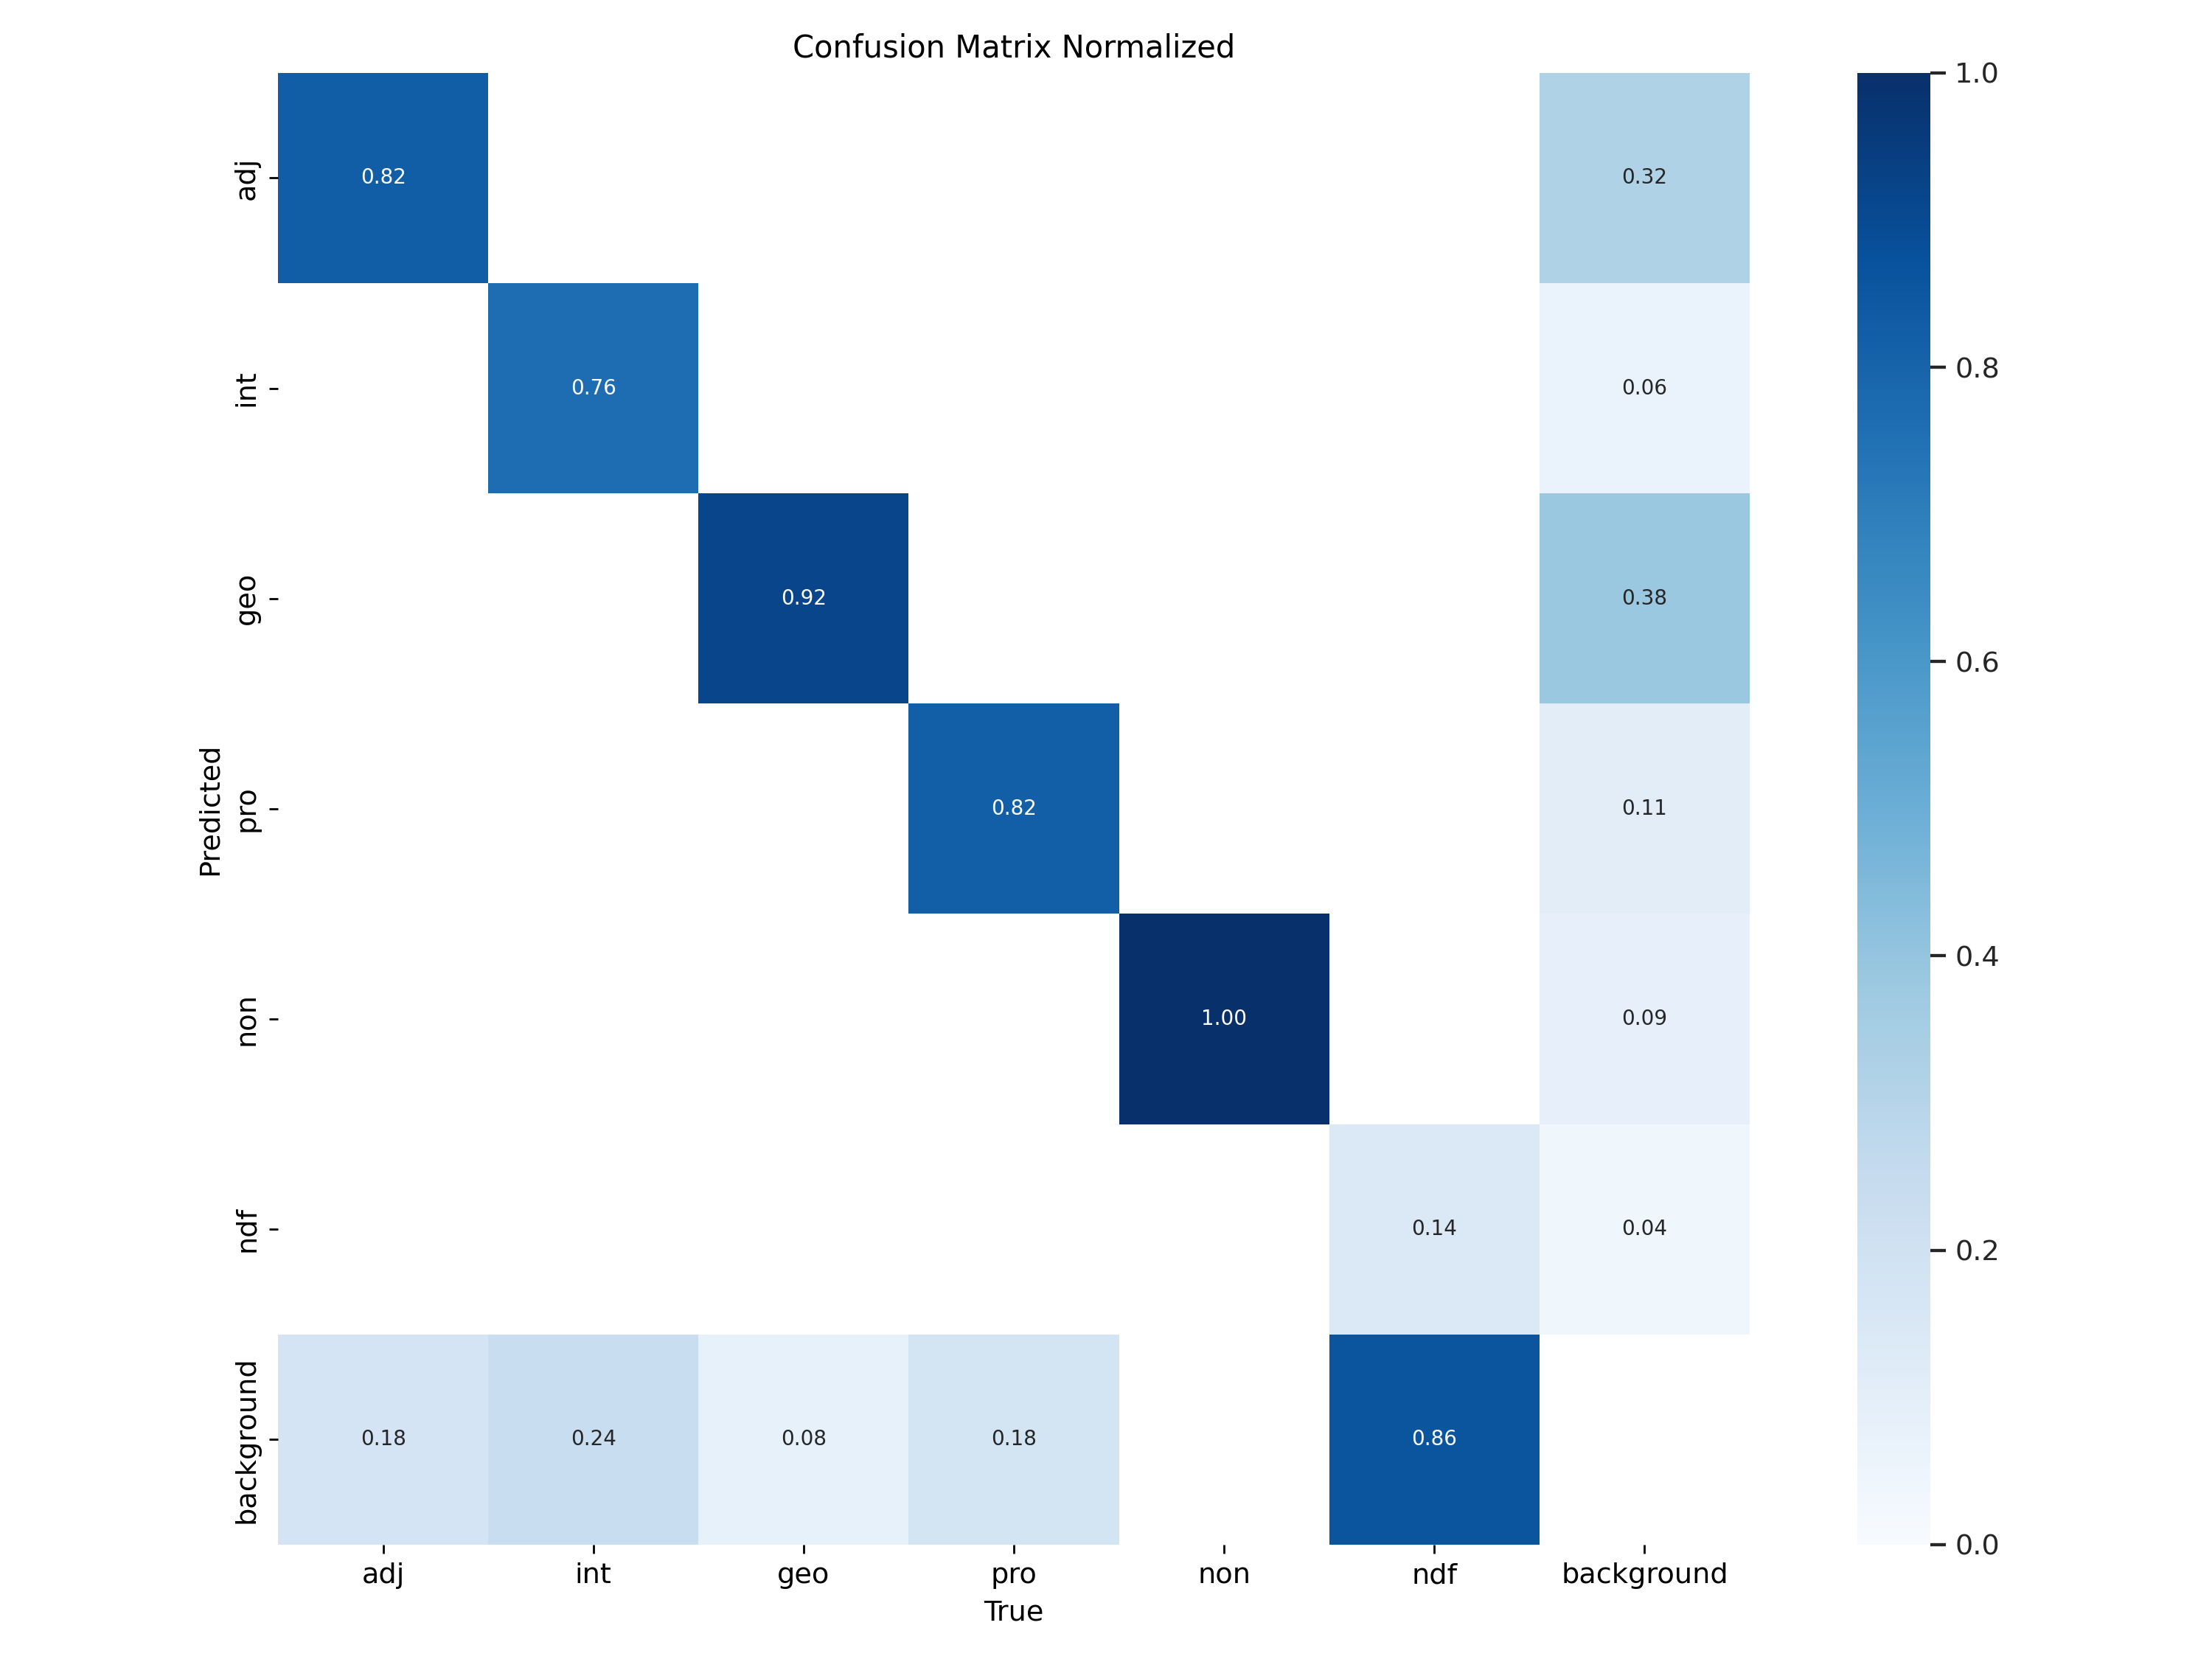 Confusion Matrix Normalized
adj
0.82
0.32
int
0.76
0.06
geo
0.92
0.38
pro
0.82
0.11
non
1.00
0.09
ndf
0.14
0.04
background
0.18
0.24
0.08
0.18
0.86
Predicted
adj
int
geo
pro
non
ndf
background
True
1.0
0.8
0.6
0.4
0.2
0.0